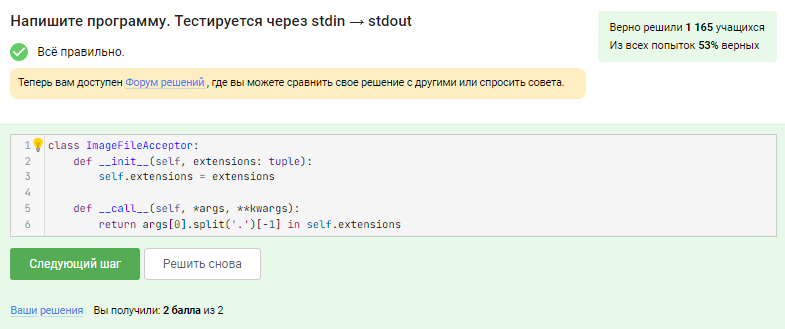 Напишите программу. Тестируется через stdin → stdout
Верно решили 1 165 учащихся
Из всех попыток 53% верных
Всё правильно.
Теперь вам доступен Форум решений , где вы можете сравнить свое решение с другими или спросить совета.
1 class ImageFileAcceptor:
2     def __init__(self, extensions: tuple):
3         self.extensions = extensions
4
5     def __call__(self, *args, **kwargs):
6         return args[0].split('.')[-1] in self.extensions
Следующий шаг
Решить снова
Ваши решения Вы получили: 2 балла из 2